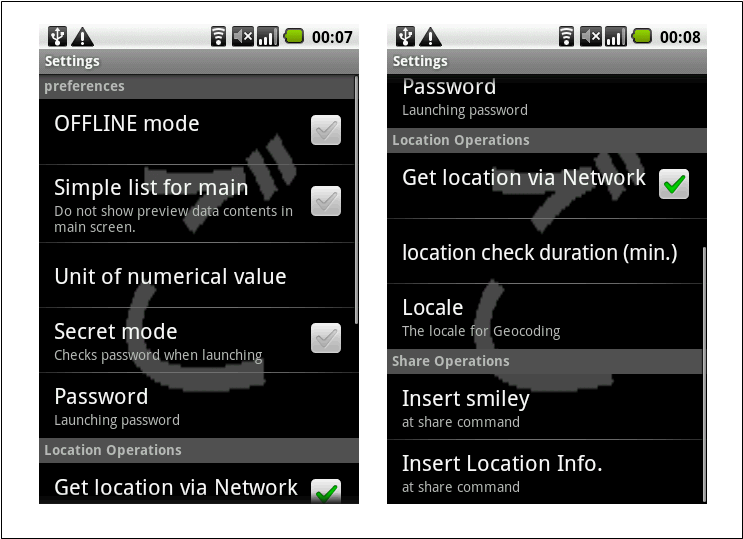 00:07
Settings
preferences
OFFLINE mode
Simple list for main
Do not show preview data contents in
main screen.
Unit of numerical value
Secret mode
Checks password when launching
Password
Launching password
Location Operations
Get location via Network
00:08
Settings
Password
Launching password
Location Operations
Get location via Network
location check duration (min.)
Locale
The locale for Geocoding
Share Operations
Insert smiley
at share command
Insert Location Info.
at share command